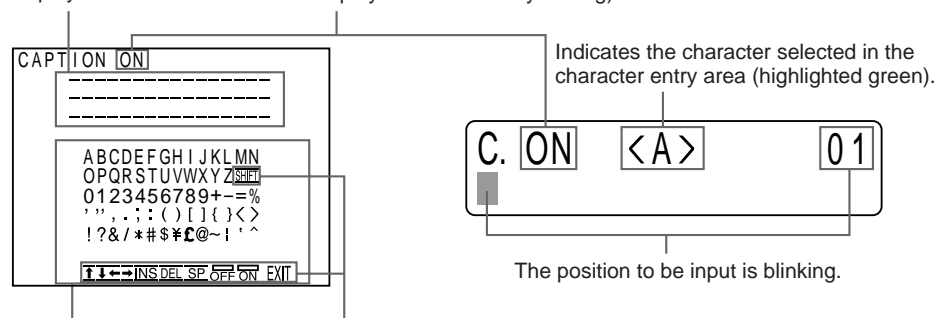 CAPTION ON
ABCDEFGHIJKLMN
OPQRSTUVWXYZ SHIFT
0123456789+-=%
' ” , . ; : ( ) [ ] { } < >
! ? & / * # $ ¥ £ @ ~ ¦ ' ^
↑ ↓ ← → INS DEL SP OFF ON EXIT
Indicates the character selected in the
character entry area (highlighted green).
C. ON <A> 01
The position to be input is blinking.